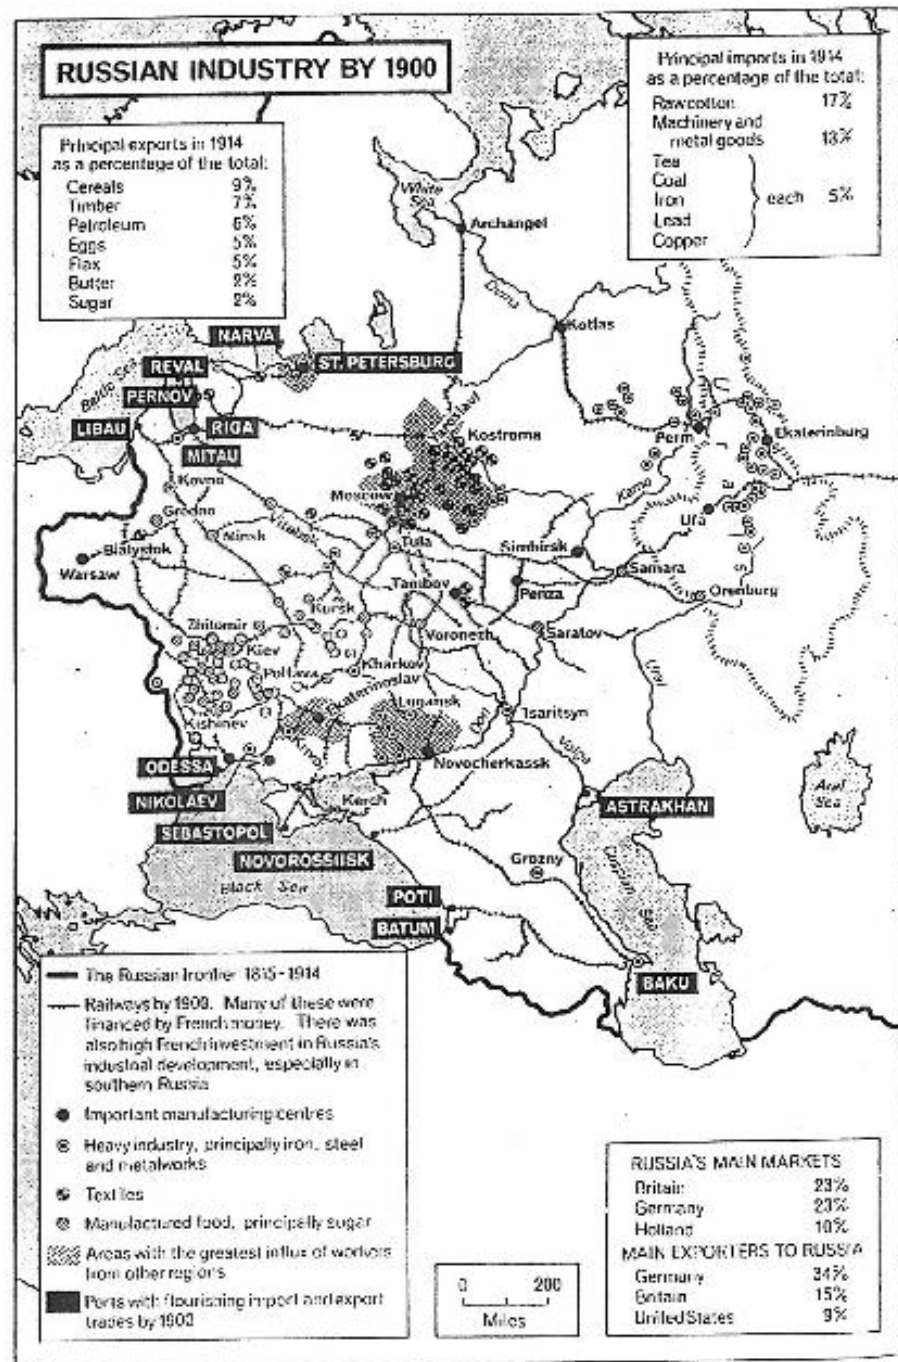 RUSSIAN INDUSTRY BY 1900
Principal exports in 1914
as a percentage of the total:
Cereals 9%
Timber 7%
Petroleum 6%
Eggs 5%
Flax 5%
Butter 2%
Sugar 2%
Principal imports in 1914
as a percentage of the total:
Raw cotton 17%
Machinery and
metal goods 13%
Tea
Coal
Iron
Lead
Copper
each 5%
White
Sea
Archangel
Kotlas
NARVA
ST. PETERSBURG
REVAL
Baltic Sea
PERNOV
LIBAU
RIGA
MITAU
Yaroslavl
Kostroma
Perm
Ekaterinburg
Kovno
Moscow
Kama
Ufa
Grodno
Vitebsk
Minsk
Tula
Simbirsk
Bialystok
Warsaw
Samara
Tambov
Penza
Orenburg
Kursk
Zhitomir
Voronezh
Saratov
Kiev
Poltava
Kharkov
Ural
Ekaterinoslav
Lugansk
Don
Tsaritsyn
Kishinev
Krivoi
Volga
ODESSA
Novocherkassk
NIKOLAEV
Kerch
ASTRAKHAN
Aral
Sea
SEBASTOPOL
NOVOROSSIISK
Grozny
Caspian
Sea
Black Sea
POTI
BATUM
BAKU
The Russian frontier 1815-1914
Railways by 1900. Many of these were
financed by French money. There was
also high French investment in Russia's
industrial development, especially in
southern Russia
Important manufacturing centres
Heavy industry, principally iron, steel
and metalworks
Textiles
Manufactured food, principally sugar
Areas with the greatest influx of workers
from other regions
Ports with flourishing import and export
trades by 1900
0 200
Miles
RUSSIA'S MAIN MARKETS
Britain 23%
Germany 23%
Holland 10%
MAIN EXPORTERS TO RUSSIA
Germany 34%
Britain 15%
United States 9%